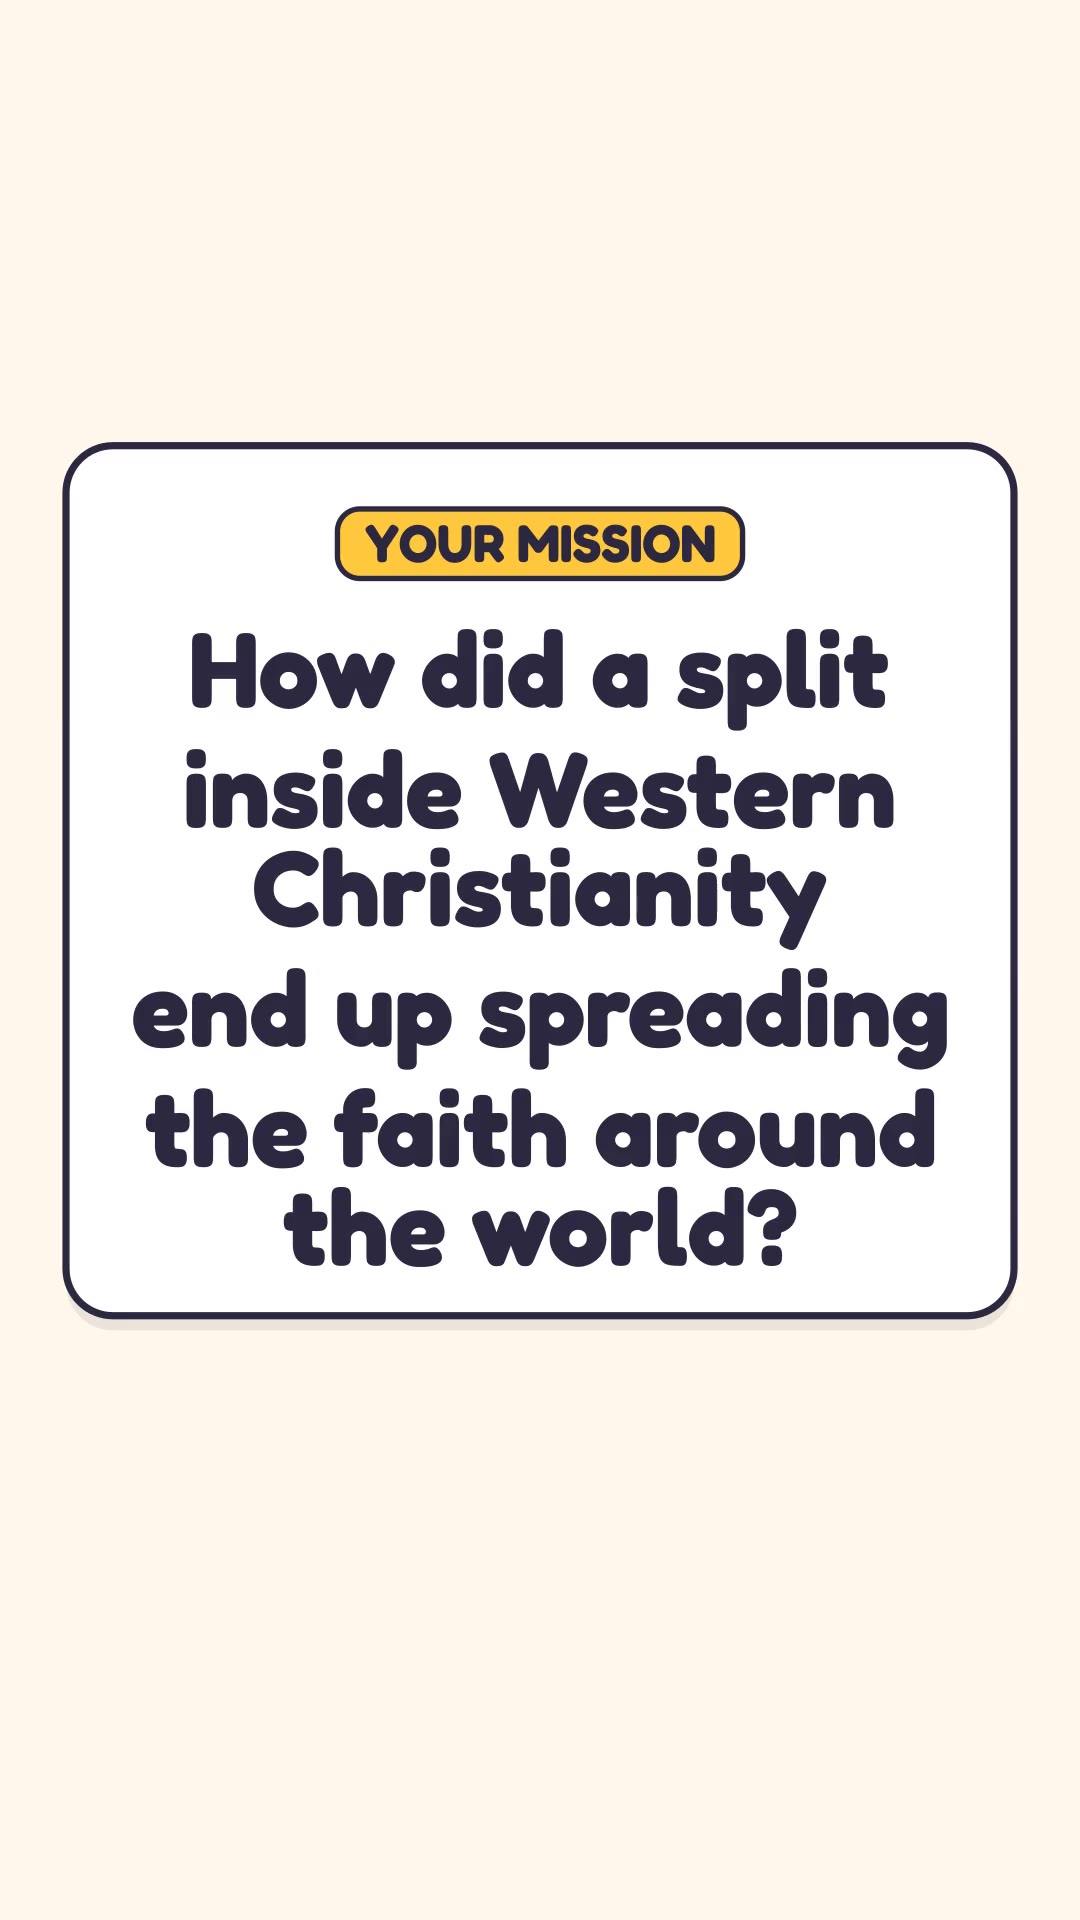 YOUR MISSION
How did a split
inside Western
Christianity
end up spreading
the faith around
the world?